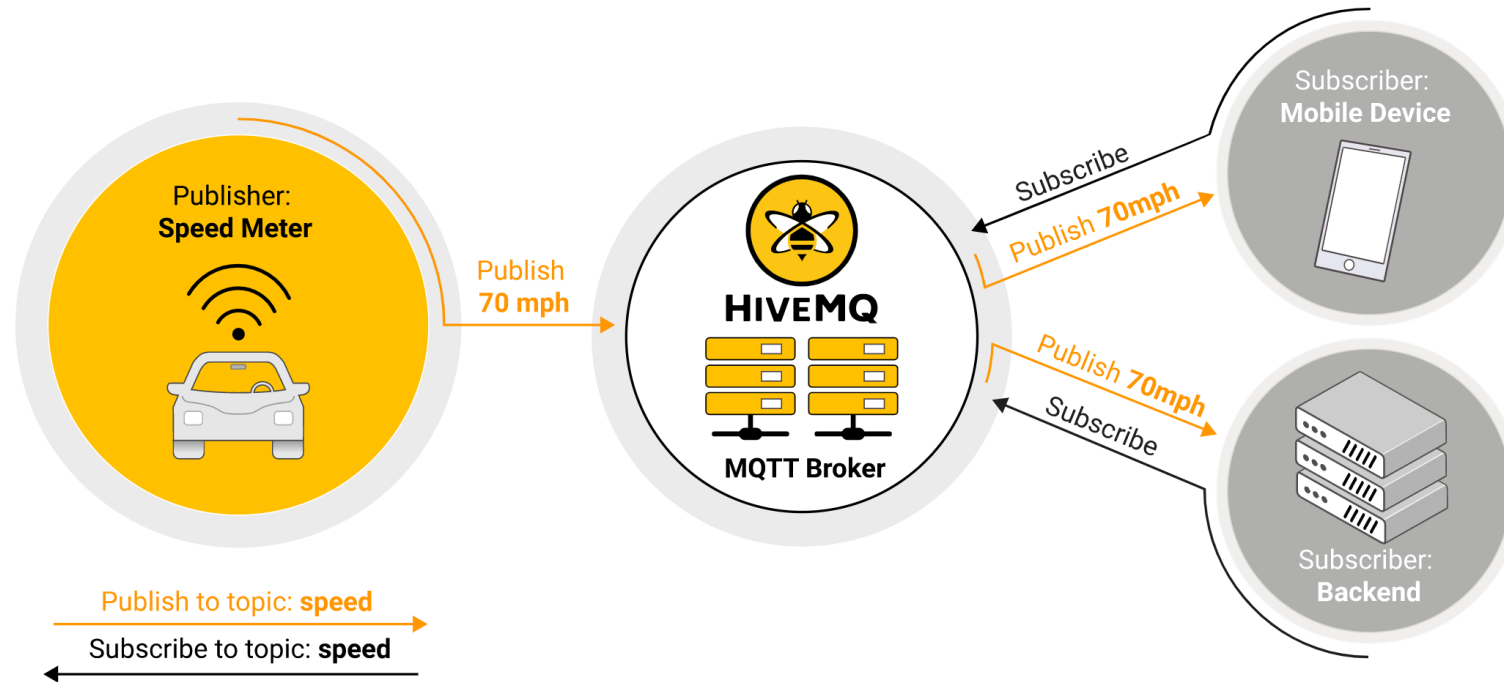 Publisher:
Speed Meter
Publish
70 mph
HIVEMQ
MQTT Broker
Subscribe
Publish 70mph
Subscriber:
Mobile Device
Publish 70mph
Subscribe
Subscriber:
Backend
Publish to topic: speed
Subscribe to topic: speed